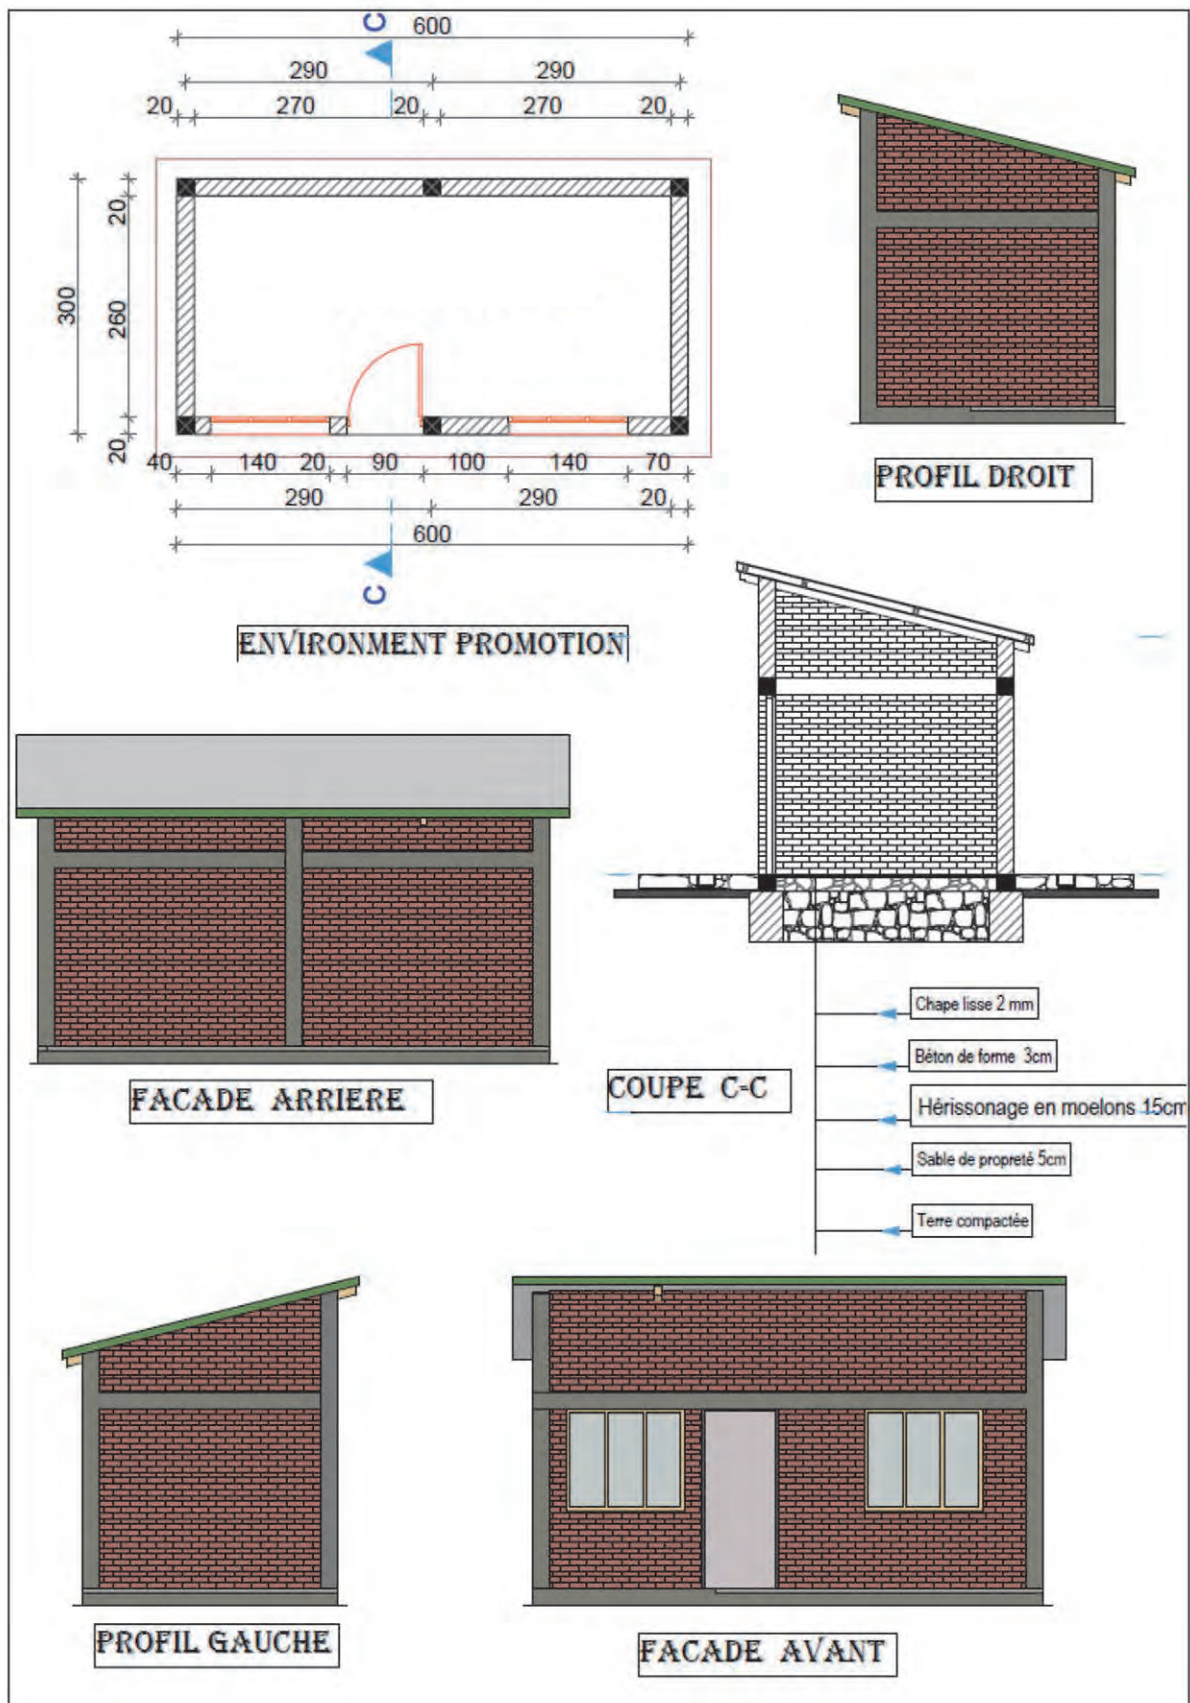 C
600
290 290
20 270 20 270 20
300
20
260
20
40 140 20 90 100 140 70
290 290 20
600
C
ENVIRONMENT PROMOTION
PROFIL DROIT
FACADE ARRIERE
COUPE C-C
Chape lisse 2 mm
Béton de forme 3cm
Hérissonage en moelons 15cm
Sable de propreté 5cm
Terre compactée
PROFIL GAUCHE
FACADE AVANT